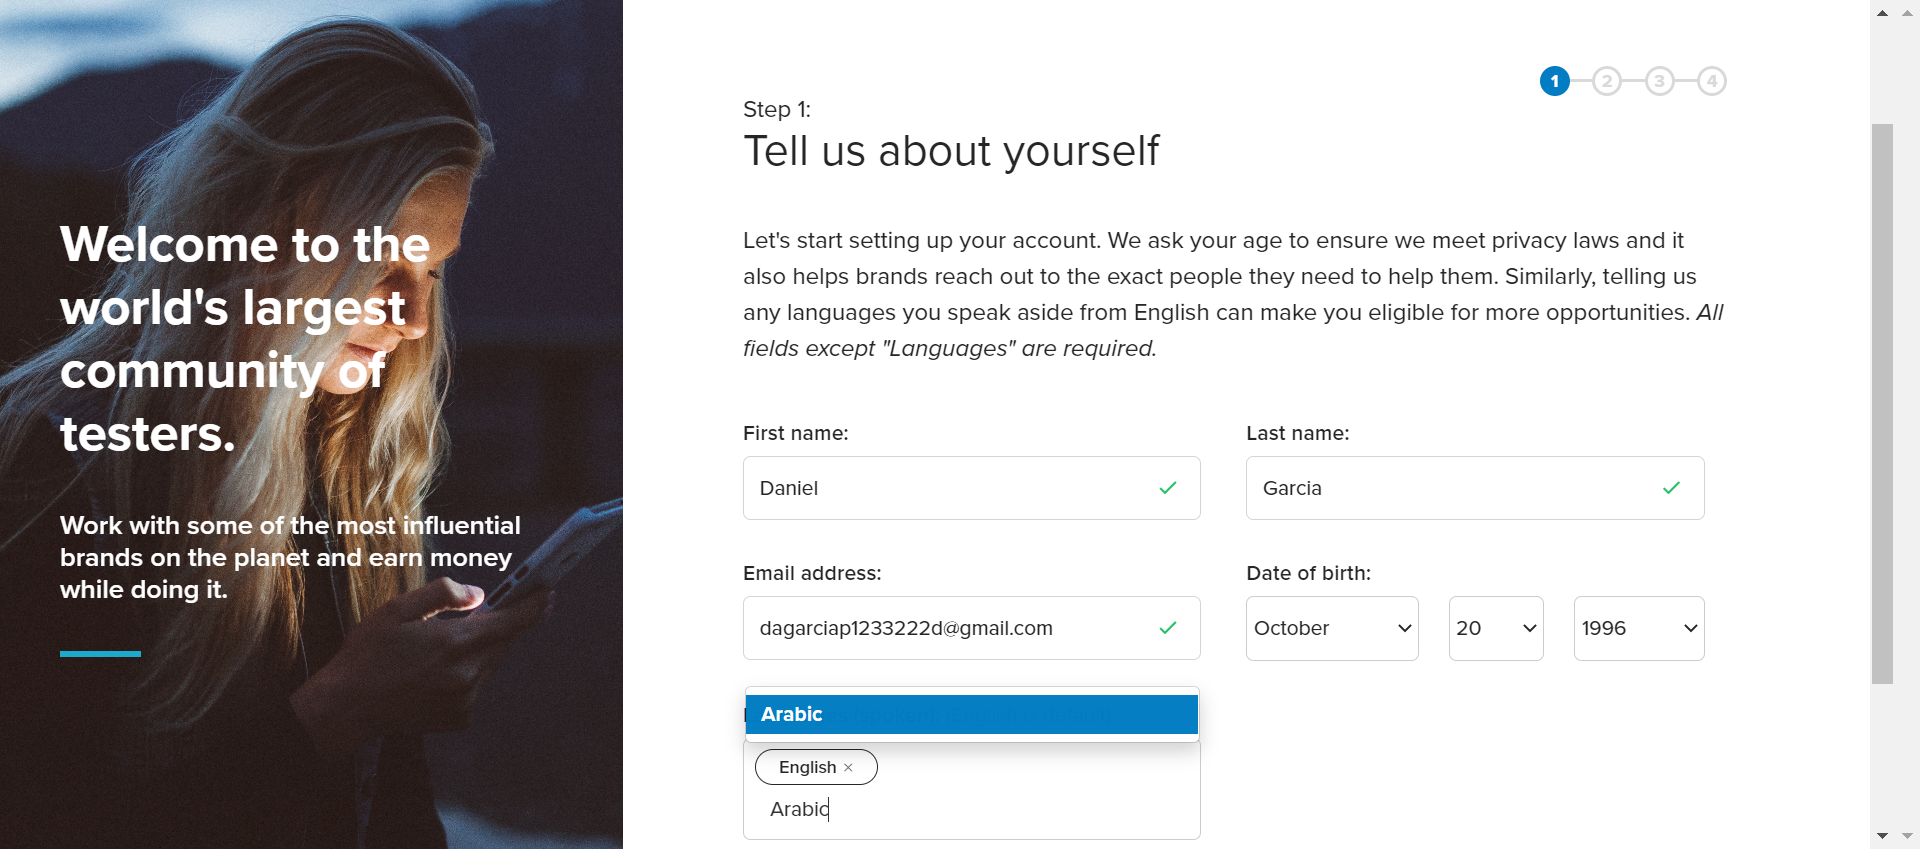 Welcome to the
world's largest
community of
testers.
Work with some of the most influential
brands on the planet and earn money
while doing it.
1 2 3 4
Step 1:
Tell us about yourself
Let's start setting up your account. We ask your age to ensure we meet privacy laws and it
also helps brands reach out to the exact people they need to help them. Similarly, telling us
any languages you speak aside from English can make you eligible for more opportunities. All
fields except "Languages" are required.
First name:
Last name:
Daniel
Garcia
Email address:
Date of birth:
dagarciap1233222d@gmail.com
October
20
1996
Arabic
English ×
Arabic